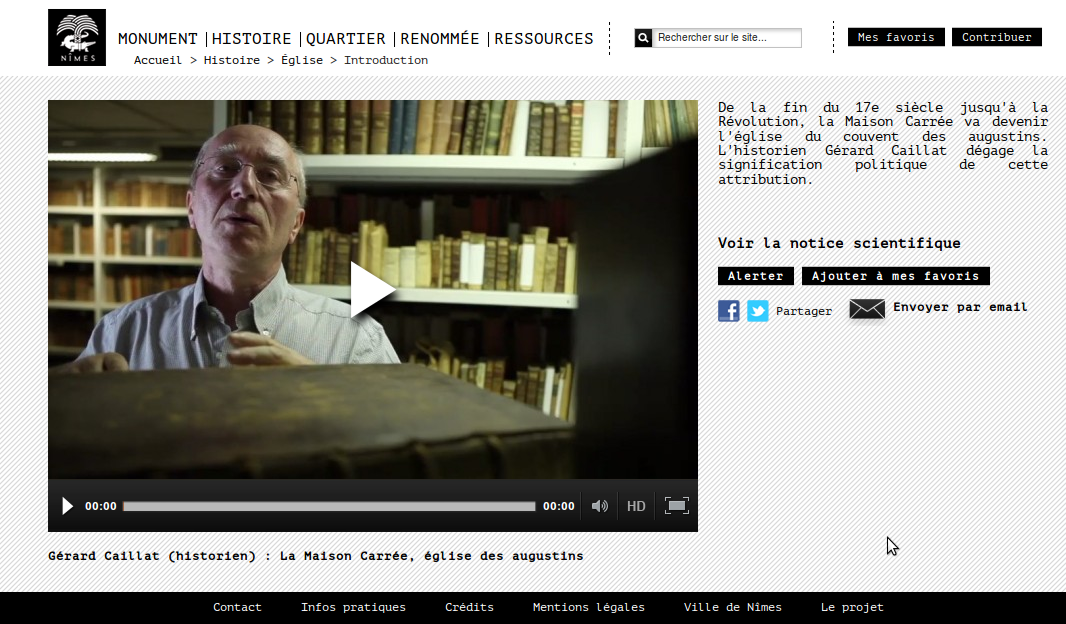 NÎMES
MONUMENT | HISTOIRE | QUARTIER | RENOMMÉE | RESSOURCES
Rechercher sur le site...
Mes favoris
Contribuer
Accueil > Histoire > Église > Introduction
De la fin du 17e siècle jusqu'à la
Révolution, la Maison Carrée va devenir
l'église du couvent des augustins.
L'historien Gérard Caillat dégage la
signification politique de cette
attribution.
Voir la notice scientifique
Alerter
Ajouter à mes favoris
Partager
Envoyer par email
00:00
00:00
HD
Gérard Caillat (historien) : La Maison Carrée, église des augustins
Contact
Infos pratiques
Crédits
Mentions légales
Ville de Nîmes
Le projet